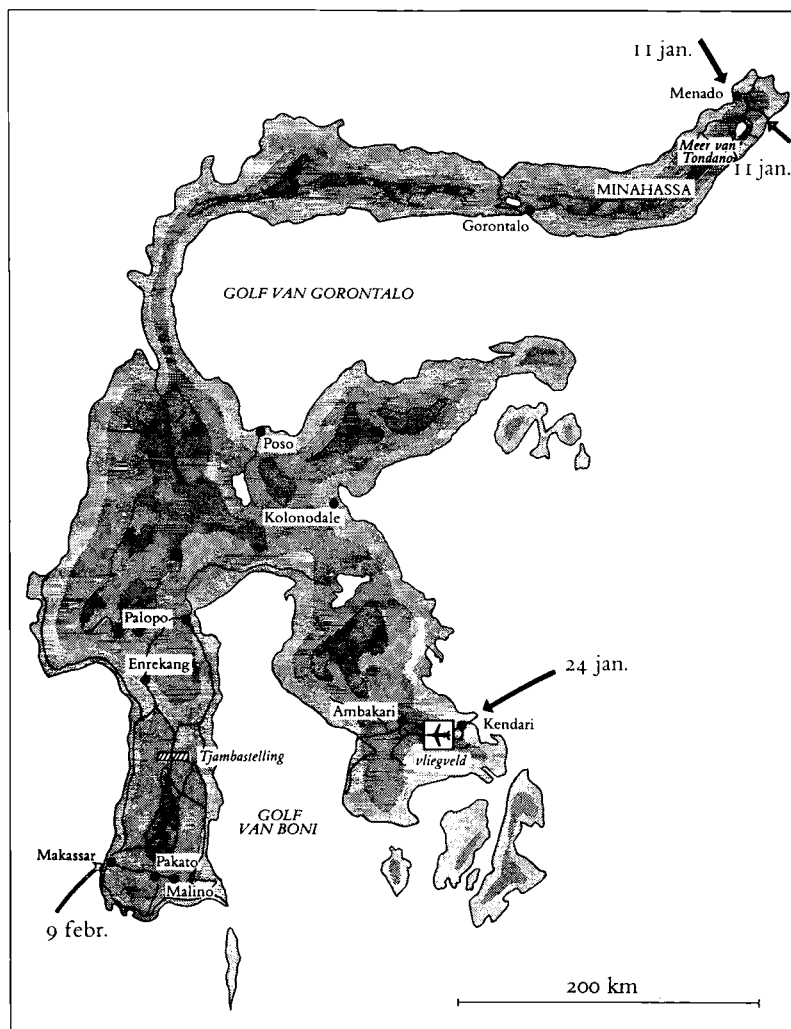 11 jan.
Menado
Meer van
Tondano
11 jan.
MINAHASSA
Gorontalo
GOLF VAN GORONTALO
Poso
Kolonodale
Palopo
Enrekang
24 jan.
Ambakari
Kendari
vliegveld
Tjambastelling
GOLF
VAN BONI
Makassar
Pakato
Malino
9 febr.
200 km